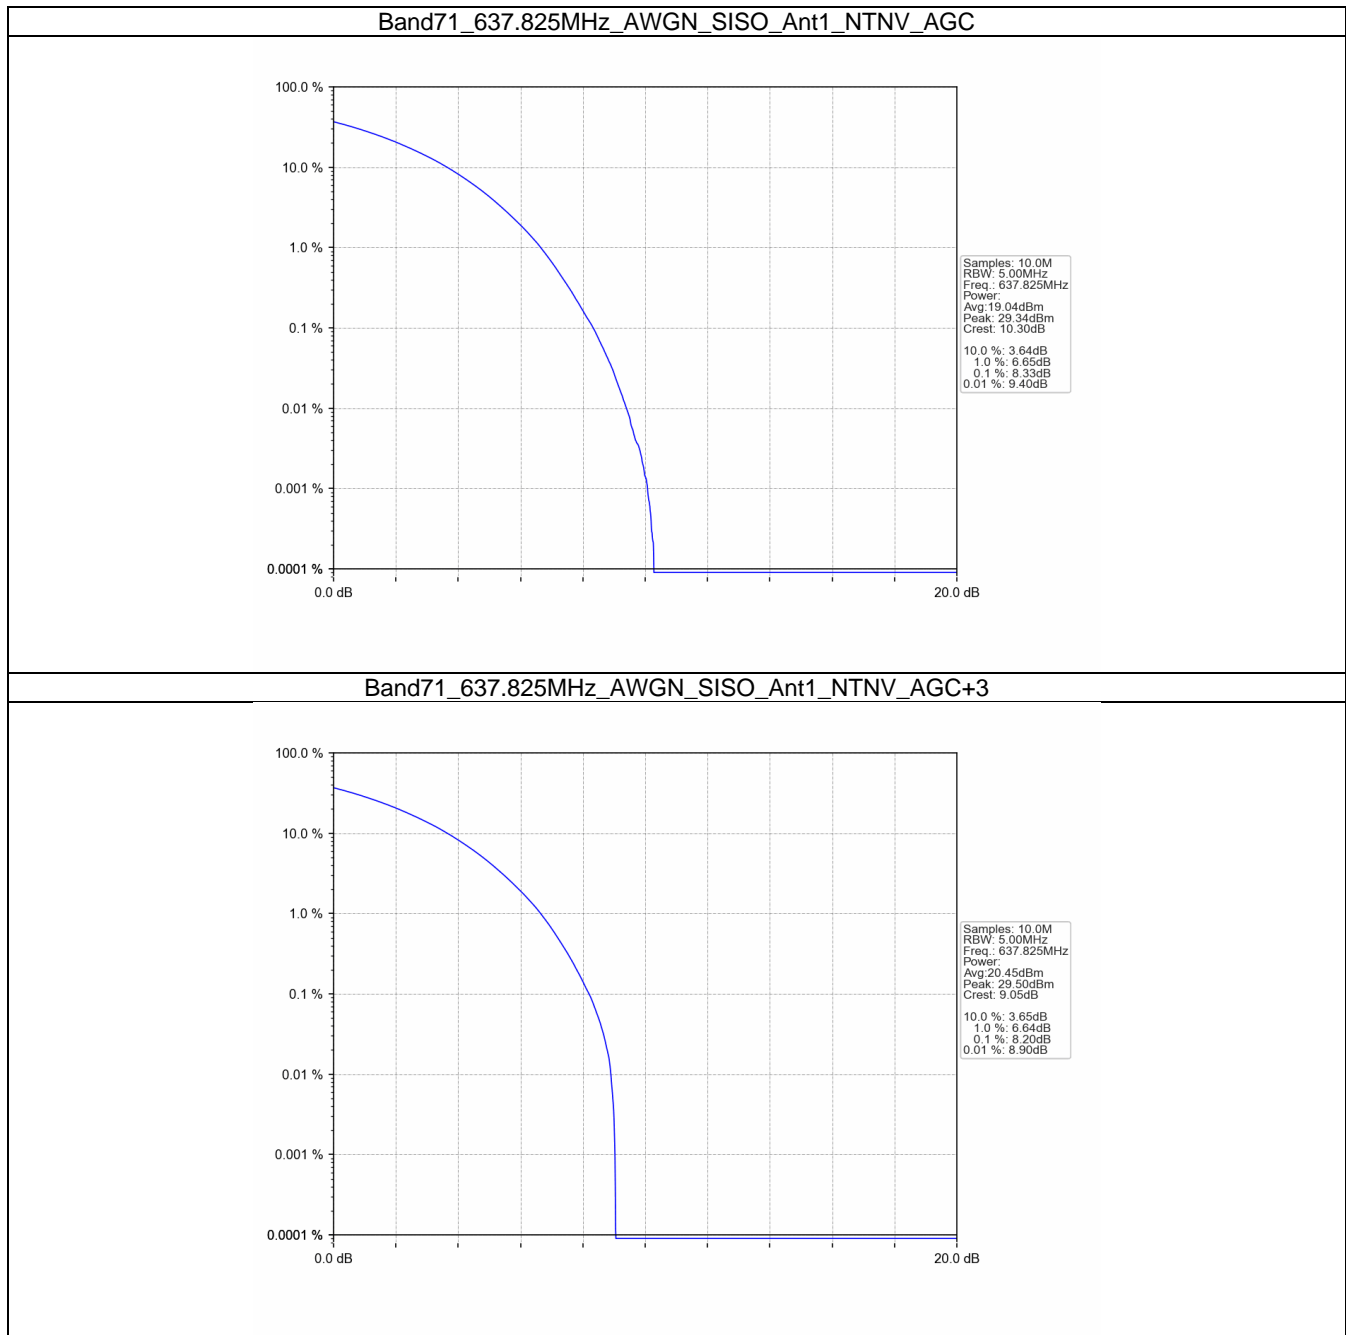 Band71_637.825MHz_AWGN_SISO_Ant1_NTNV_AGC
100.0 %
10.0 %
1.0 %
0.1 %
0.01 %
0.001 %
0.0001 %
0.0 dB
20.0 dB
Samples: 10.0M
RBW: 5.00MHz
Freq.: 637.825MHz
Power:
Avg:19.04dBm
Peak: 29.34dBm
Crest: 10.30dB
10.0 %: 3.64dB
1.0 %: 6.65dB
0.1 %: 8.33dB
0.01 %: 9.40dB
Band71_637.825MHz_AWGN_SISO_Ant1_NTNV_AGC+3
100.0 %
10.0 %
1.0 %
0.1 %
0.01 %
0.001 %
0.0001 %
0.0 dB
20.0 dB
Samples: 10.0M
RBW: 5.00MHz
Freq.: 637.825MHz
Power:
Avg:20.45dBm
Peak: 29.50dBm
Crest: 9.05dB
10.0 %: 3.65dB
1.0 %: 6.64dB
0.1 %: 8.20dB
0.01 %: 8.90dB